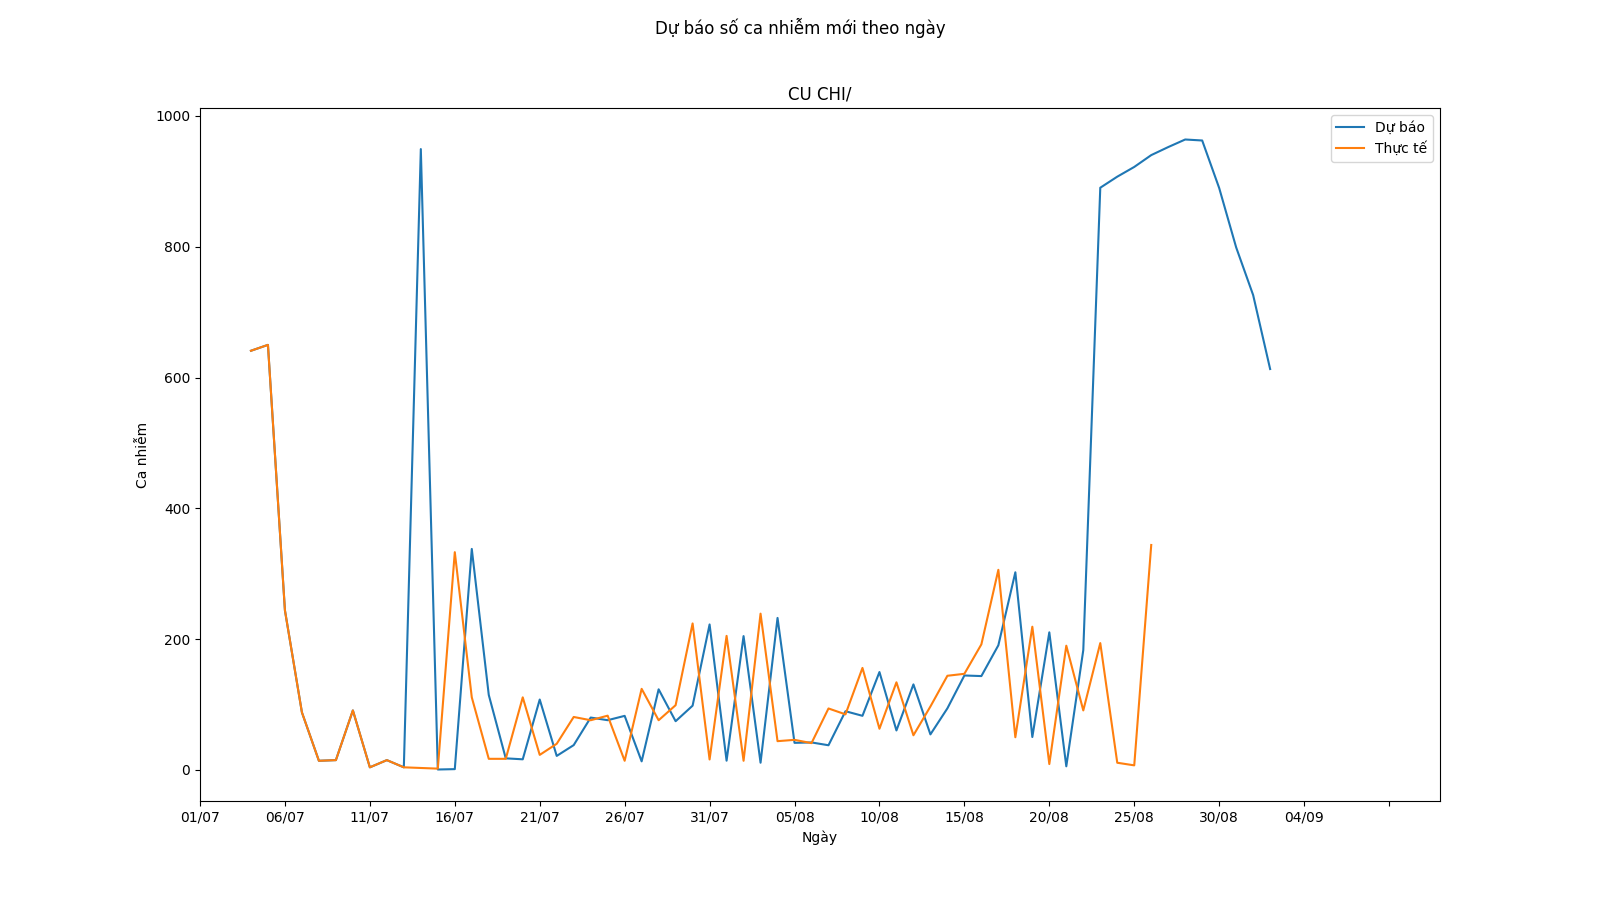 Dự báo số ca nhiễm mới theo ngày
CU CHI/
Dự báo
Thực tế
1000
800
600
400
200
0
Ca nhiễm
01/07 06/07 11/07 16/07 21/07 26/07 31/07 05/08 10/08 15/08 20/08 25/08 30/08 04/09
Ngày